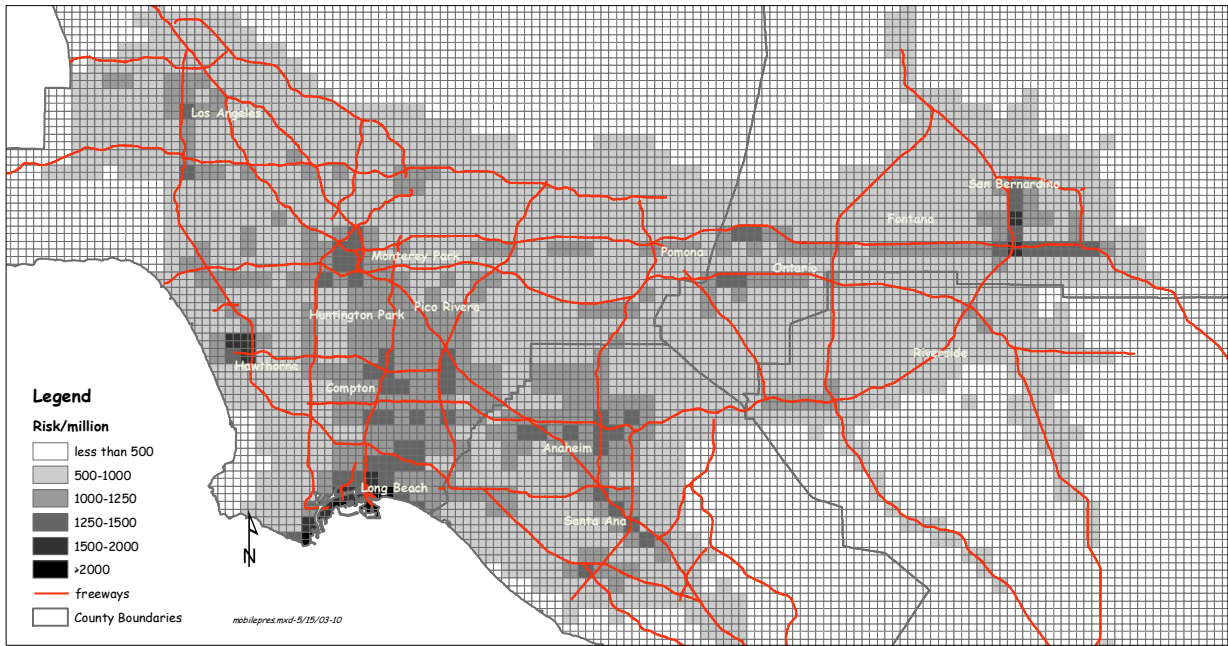 Los Angeles
San Bernardino
Fontana
Monterey Park
Pomona
Ontario
Pico Rivera
Huntington Park
Riverside
Hawthorne
Compton
Anaheim
Long Beach
Santa Ana
Legend
Risk/million
less than 500
500-1000
1000-1250
1250-1500
1500-2000
>2000
freeways
County Boundaries
N
mobilepres.mxd-5/15/03-10